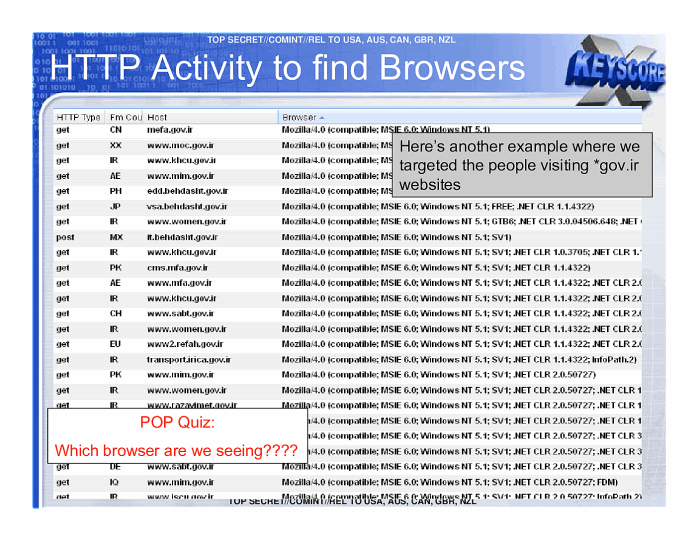 TOP SECRET//COMINT//REL TO USA, AUS, CAN, GBR, NZL
HTTP Activity to find Browsers
X
KEYSCORE
HTTP Type Fm Cou Host Browser
get CN mefa.gov.ir Mozilla/4.0 (compatible; MSIE 6.0; Windows NT 5.1)
get XX www.moc.gov.ir Mozilla/4.0 (compatible; MS
get IR www.khcu.gov.ir Mozilla/4.0 (compatible; MS
get AE www.mim.gov.ir Mozilla/4.0 (compatible; MS
Here's another example where we
targeted the people visiting *gov.ir
websites
get PH edd.behdasht.gov.ir Mozilla/4.0 (compatible; MSIE 6.0; Windows NT 5.1;
get JP vsa.behdasht.gov.ir Mozilla/4.0 (compatible; MSIE 6.0; Windows NT 5.1; FREE; .NET CLR 1.1.4322)
get IR www.women.gov.ir Mozilla/4.0 (compatible; MSIE 6.0; Windows NT 5.1; GTB6; .NET CLR 3.0.04506.648; .NET
post MX it.behdasht.gov.ir Mozilla/4.0 (compatible; MSIE 6.0; Windows NT 5.1; SV1)
get IR www.khcu.gov.ir Mozilla/4.0 (compatible; MSIE 6.0; Windows NT 5.1; SV1; .NET CLR 1.0.3705; .NET CLR 1.
get PK cms.mfa.gov.ir Mozilla/4.0 (compatible; MSIE 6.0; Windows NT 5.1; SV1; .NET CLR 1.1.4322)
get AE www.mfa.gov.ir Mozilla/4.0 (compatible; MSIE 6.0; Windows NT 5.1; SV1; .NET CLR 1.1.4322; .NET CLR 2.0
get IR www.khcu.gov.ir Mozilla/4.0 (compatible; MSIE 6.0; Windows NT 5.1; SV1; .NET CLR 1.1.4322; .NET CLR 2.0
get CH www.sabt.gov.ir Mozilla/4.0 (compatible; MSIE 6.0; Windows NT 5.1; SV1; .NET CLR 1.1.4322; .NET CLR 2.0
get IR www.women.gov.ir Mozilla/4.0 (compatible; MSIE 6.0; Windows NT 5.1; SV1; .NET CLR 1.1.4322; .NET CLR 2.0
get EU www2.refah.gov.ir Mozilla/4.0 (compatible; MSIE 6.0; Windows NT 5.1; SV1; .NET CLR 1.1.4322; .NET CLR 2.0
get IR transport.irica.gov.ir Mozilla/4.0 (compatible; MSIE 6.0; Windows NT 5.1; SV1; .NET CLR 1.1.4322; InfoPath.2)
get PK www.mim.gov.ir Mozilla/4.0 (compatible; MSIE 6.0; Windows NT 5.1; SV1; .NET CLR 2.0.50727)
get IR www.women.gov.ir Mozilla/4.0 (compatible; MSIE 6.0; Windows NT 5.1; SV1; .NET CLR 2.0.50727; .NET CLR 1
get IR www.razavimet.gov.ir Mozilla/4.0 (compatible; MSIE 6.0; Windows NT 5.1; SV1; .NET CLR 2.0.50727; .NET CLR 1
/4.0 (compatible; MSIE 6.0; Windows NT 5.1; SV1; .NET CLR 2.0.50727; .NET CLR 1
/4.0 (compatible; MSIE 6.0; Windows NT 5.1; SV1; .NET CLR 2.0.50727; .NET CLR 3
/4.0 (compatible; MSIE 6.0; Windows NT 5.1; SV1; .NET CLR 2.0.50727; .NET CLR 3
POP Quiz:
Which browser are we seeing????
get DE www.sabt.gov.ir Mozilla/4.0 (compatible; MSIE 6.0; Windows NT 5.1; SV1; .NET CLR 2.0.50727; .NET CLR 3
get IQ www.mim.gov.ir Mozilla/4.0 (compatible; MSIE 6.0; Windows NT 5.1; SV1; .NET CLR 2.0.50727; FDM)
get IR www.iscu.gov.ir Mozilla/4.0 (compatible; MSIE 6.0; Windows NT 5.1; SV1; .NET CLR 2.0.50727; InfoPath.2)
TOP SECRET//COMINT//REL TO USA, AUS, CAN, GBR, NZL